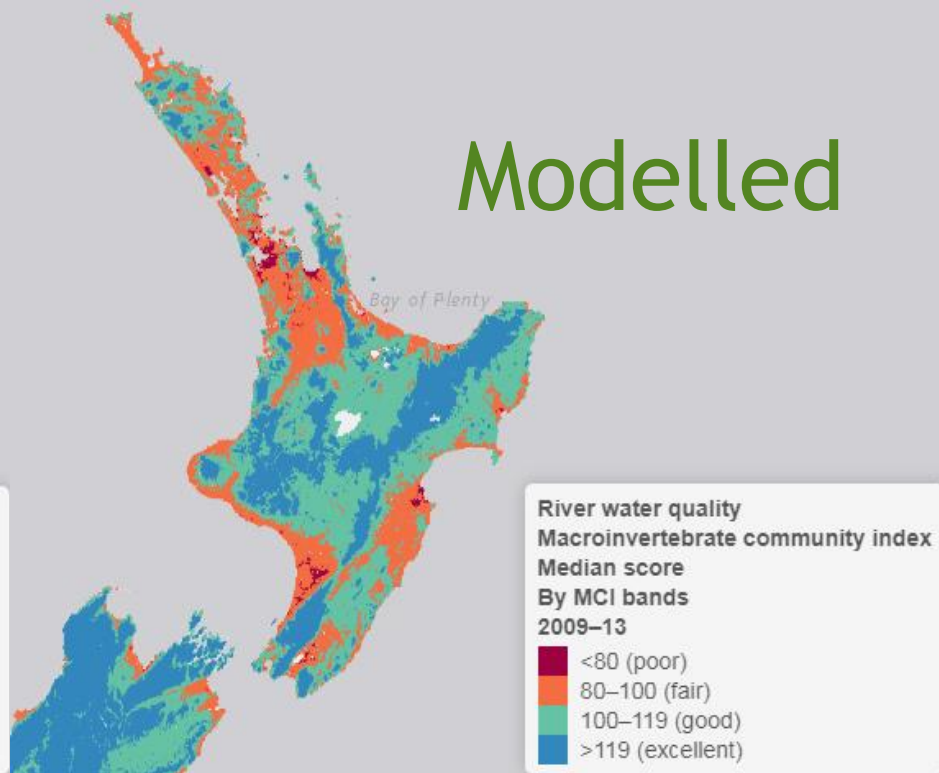 Modelled
Bay of Plenty
River water quality
Macroinvertebrate community index
Median score
By MCI bands
2009–13
<80 (poor)
80–100 (fair)
100–119 (good)
>119 (excellent)